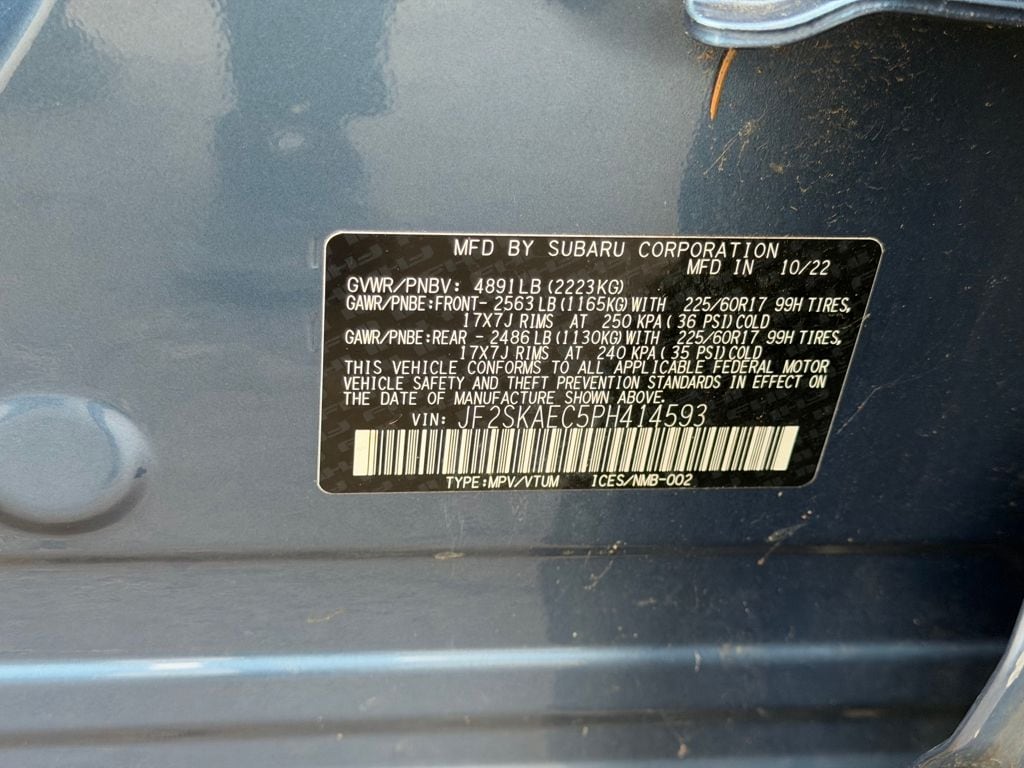 MFD BY SUBARU CORPORATION
MFD IN 10/22
GVWR/PNBV: 4891LB (2223KG)
GAWR/PNBE:FRONT- 2563 LB (1165KG) WITH 225/60R17 99H TIRES,
17X7J RIMS AT 250 KPA ( 36 PSI) COLD
GAWR/PNBE:REAR - 2486 LB (1130KG) WITH 225/60R17 99H TIRES,
17X7J RIMS AT 240 KPA ( 35 PSI) COLD
THIS VEHICLE CONFORMS TO ALL APPLICABLE FEDERAL MOTOR
VEHICLE SAFETY AND THEFT PREVENTION STANDARDS IN EFFECT ON
THE DATE OF MANUFACTURE SHOWN ABOVE.
VIN: JF2SKAEC5PH414593
TYPE:MPV/VTUM ICES/NMB-002